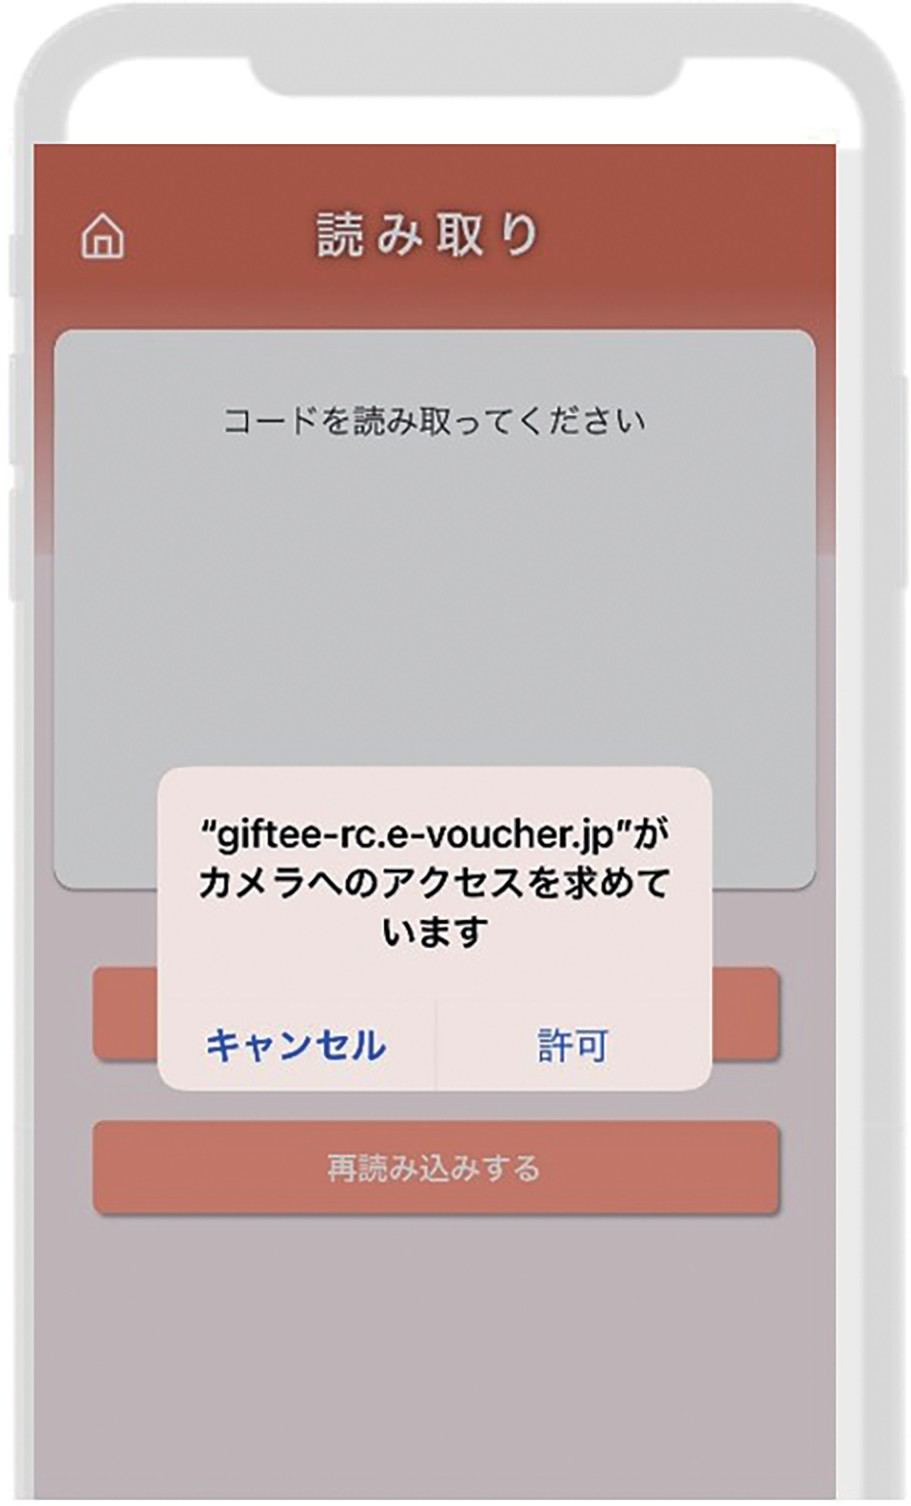 読み取り
コードを読み取ってください
“giftee-rc.e-voucher.jp”が
カメラへのアクセスを求めて
います
キャンセル
許可
再読み込みする